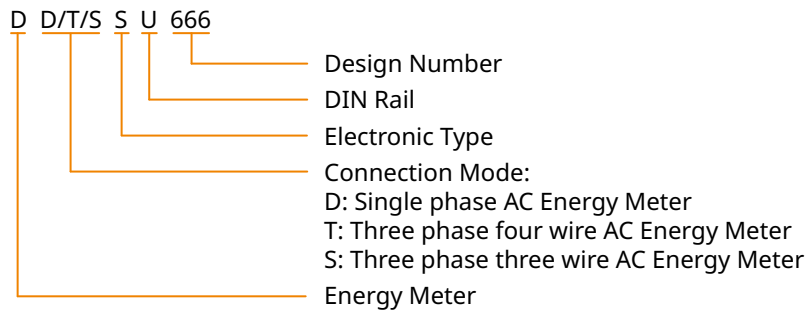 D D/T/S S U 666
Design Number
DIN Rail
Electronic Type
Connection Mode:
D: Single phase AC Energy Meter
T: Three phase four wire AC Energy Meter
S: Three phase three wire AC Energy Meter
Energy Meter